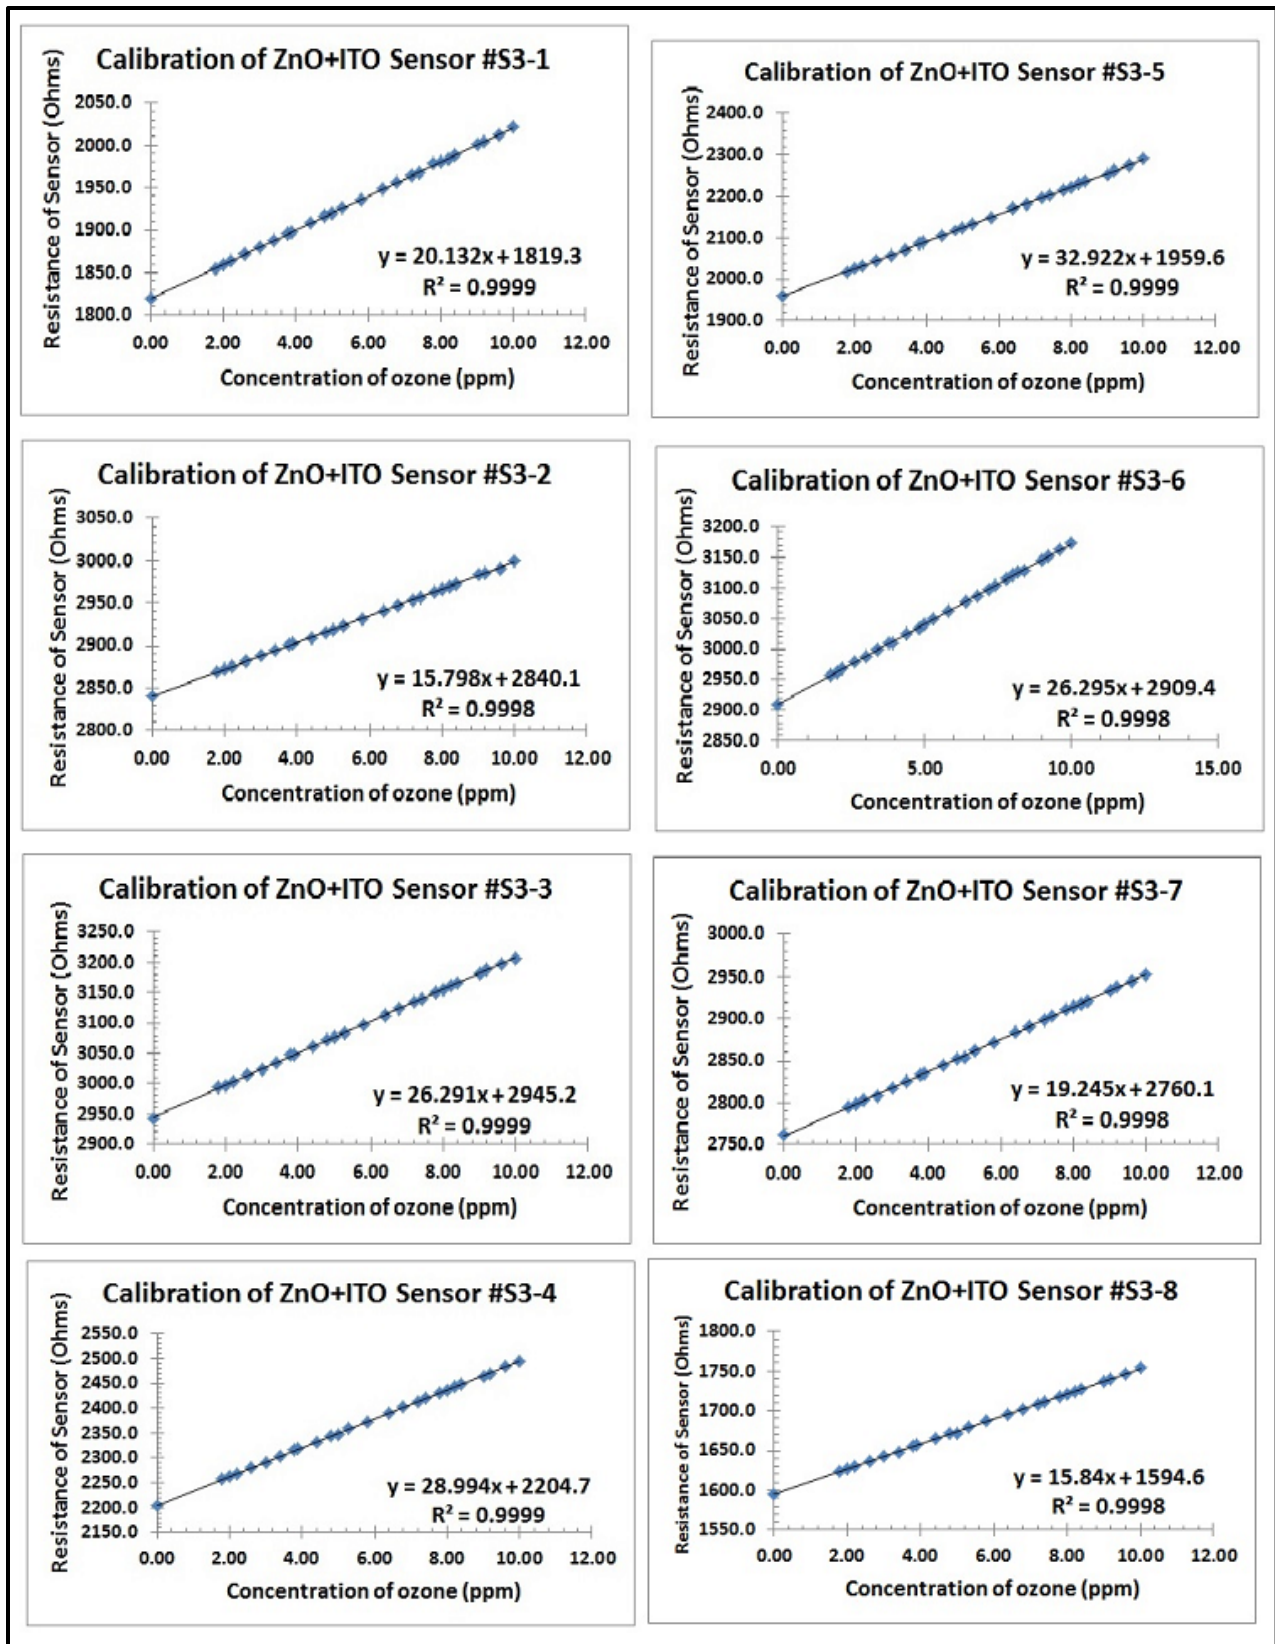 Calibration of ZnO+ITO Sensor #S3-1
Resistance of Sensor (Ohms)
2050.0
2000.0
1950.0
1900.0
1850.0
1800.0
y = 20.132x + 1819.3
R² = 0.9999
0.00 2.00 4.00 6.00 8.00 10.00 12.00
Concentration of ozone (ppm)
Calibration of ZnO+ITO Sensor #S3-5
Resistance of Sensor (Ohms)
2400.0
2300.0
2200.0
2100.0
2000.0
1900.0
y = 32.922x + 1959.6
R² = 0.9999
0.00 2.00 4.00 6.00 8.00 10.00 12.00
Concentration of ozone (ppm)
Calibration of ZnO+ITO Sensor #S3-2
Resistance of Sensor (Ohms)
3050.0
3000.0
2950.0
2900.0
2850.0
2800.0
y = 15.798x + 2840.1
R² = 0.9998
0.00 2.00 4.00 6.00 8.00 10.00 12.00
Concentration of ozone (ppm)
Calibration of ZnO+ITO Sensor #S3-6
Resistance of Sensor (Ohms)
3200.0
3150.0
3100.0
3050.0
3000.0
2950.0
2900.0
2850.0
y = 26.295x + 2909.4
R² = 0.9998
0.00 5.00 10.00 15.00
Concentration of ozone (ppm)
Calibration of ZnO+ITO Sensor #S3-3
Resistance of Sensor (Ohms)
3250.0
3200.0
3150.0
3100.0
3050.0
3000.0
2950.0
2900.0
y = 26.291x + 2945.2
R² = 0.9999
0.00 2.00 4.00 6.00 8.00 10.00 12.00
Concentration of ozone (ppm)
Calibration of ZnO+ITO Sensor #S3-7
Resistance of Sensor (Ohms)
3000.0
2950.0
2900.0
2850.0
2800.0
2750.0
y = 19.245x + 2760.1
R² = 0.9998
0.00 2.00 4.00 6.00 8.00 10.00 12.00
Concentration of ozone (ppm)
Calibration of ZnO+ITO Sensor #S3-4
Resistance of Sensor (Ohms)
2550.0
2500.0
2450.0
2400.0
2350.0
2300.0
2250.0
2200.0
2150.0
y = 28.994x + 2204.7
R² = 0.9999
0.00 2.00 4.00 6.00 8.00 10.00 12.00
Concentration of ozone (ppm)
Calibration of ZnO+ITO Sensor #S3-8
Resistance of Sensor (Ohms)
1800.0
1750.0
1700.0
1650.0
1600.0
1550.0
y = 15.84x + 1594.6
R² = 0.9998
0.00 2.00 4.00 6.00 8.00 10.00 12.00
Concentration of ozone (ppm)